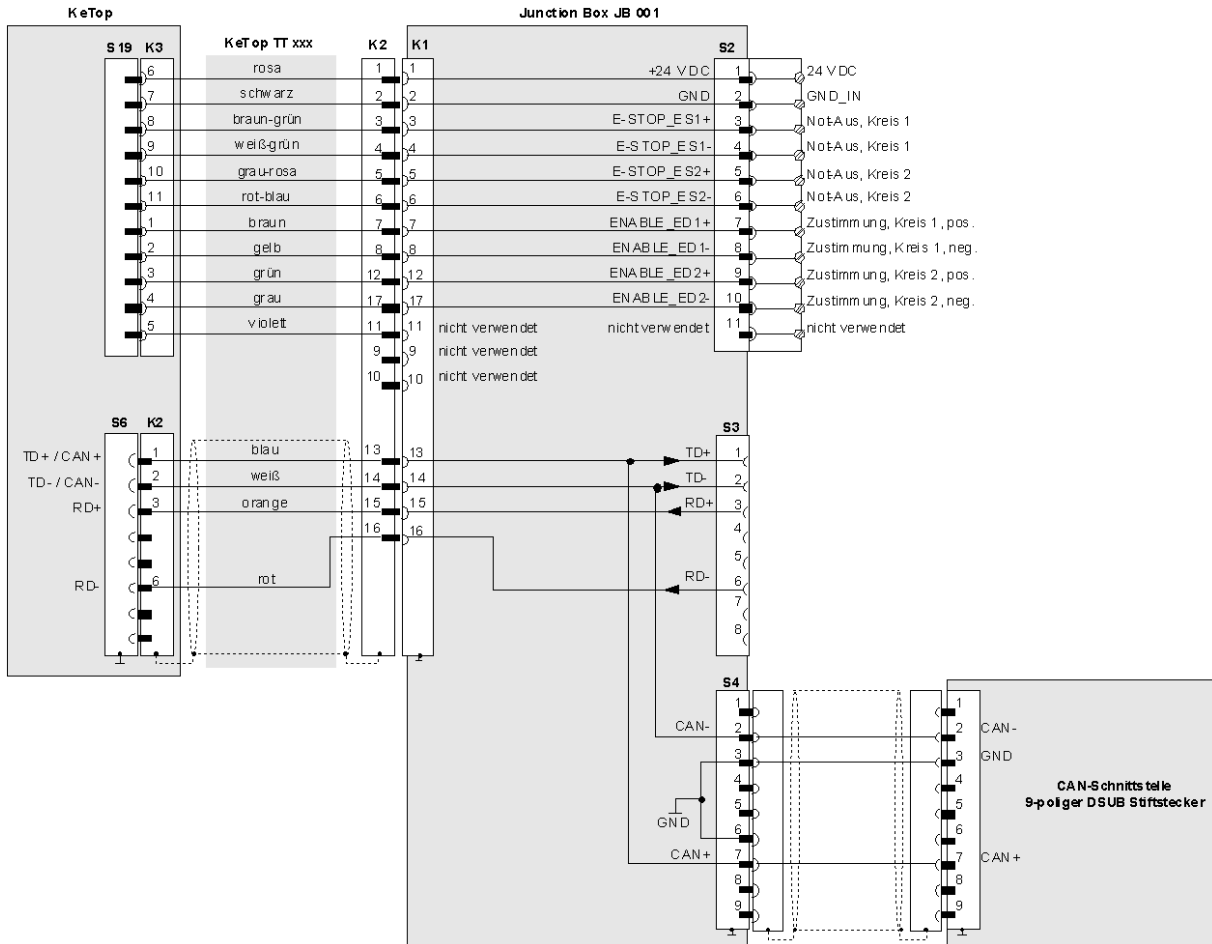 KeTop
Junction Box JB 001
S19 K3 KeTop TT xxx K2 K1 S2
6 rosa 1 1 +24 VDC 1 24 VDC
7 schwarz 2 2 GND 2 GND_IN
8 braun-grün 3 3 E-STOP_ES1+ 3 Not-Aus, Kreis 1
9 weiß-grün 4 4 E-STOP_ES1- 4 Not-Aus, Kreis 1
10 grau-rosa 5 5 E-STOP_ES2+ 5 Not-Aus, Kreis 2
11 rot-blau 6 6 E-STOP_ES2- 6 Not-Aus, Kreis 2
1 braun 7 7 ENABLE_ED1+ 7 Zustimmung, Kreis 1, pos.
2 gelb 8 8 ENABLE_ED1- 8 Zustimmung, Kreis 1, neg.
3 grün 12 12 ENABLE_ED2+ 9 Zustimmung, Kreis 2, pos.
4 grau 17 17 ENABLE_ED2- 10 Zustimmung, Kreis 2, neg.
5 violett 11 11 nicht verwendet nicht verwendet 11 nicht verwendet
9 9 nicht verwendet
10 10 nicht verwendet
S6 K2 S3
TD+ / CAN+ 1 blau 13 13 TD+ 1
TD- / CAN- 2 weiß 14 14 TD- 2
RD+ 3 orange 15 15 RD+ 3
16 16 4
5
RD- 6 rot RD- 6
7
8
S4
1 1
CAN- 2 2 CAN-
3 3 GND
4 4
5 5
GND 6 6
CAN+ 7 7 CAN+
8 8
9 9
CAN-Schnittstelle
9-poliger DSUB Stiftstecker